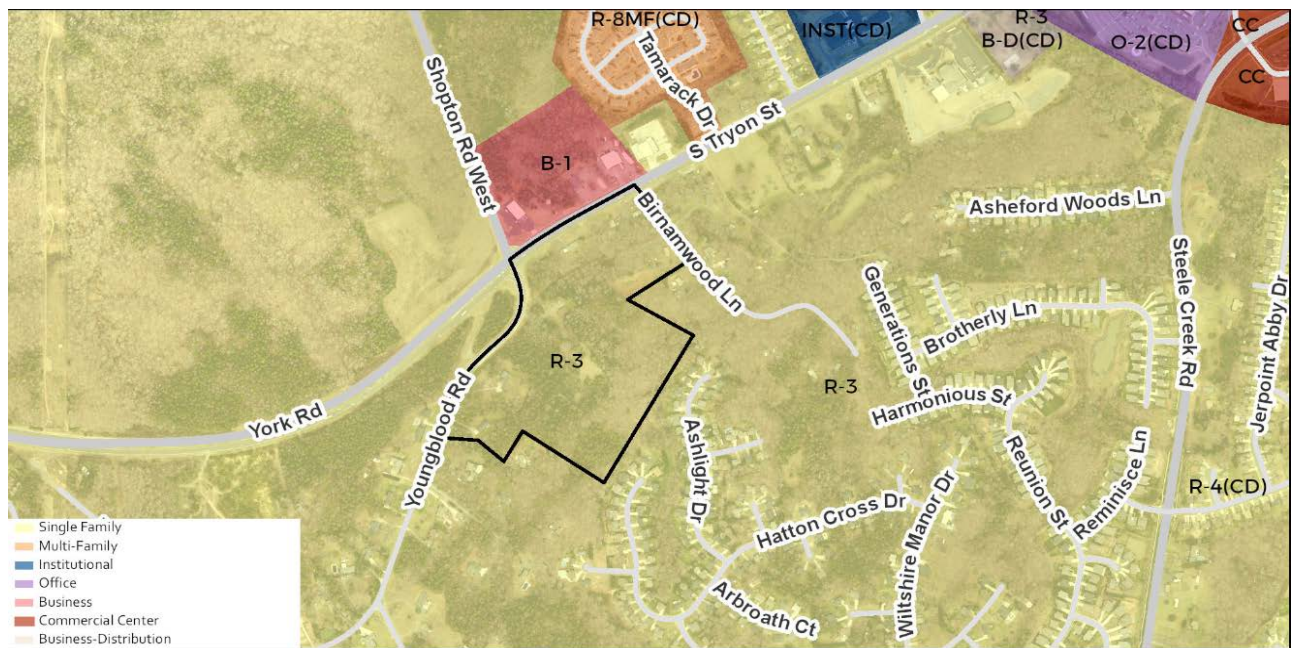 R-8MF(CD)
INST(CD)
R-3
B-D(CD)
O-2(CD)
CC
CC
Tamarack Dr
Shopton Rd West
S Tryon St
B-1
Birnamwood Ln
Asheford Woods Ln
Steele Creek Rd
Jerpoint Abby Dr
Generations St
Brotherly Ln
R-3
R-3
Harmonious St
York Rd
Youngblood Rd
Ashlight Dr
Reunion St
Reminisce Ln
R-4(CD)
Hatton Cross Dr
Wiltshire Manor Dr
Arbroath Ct
Single Family
Multi-Family
Institutional
Office
Business
Commercial Center
Business-Distribution